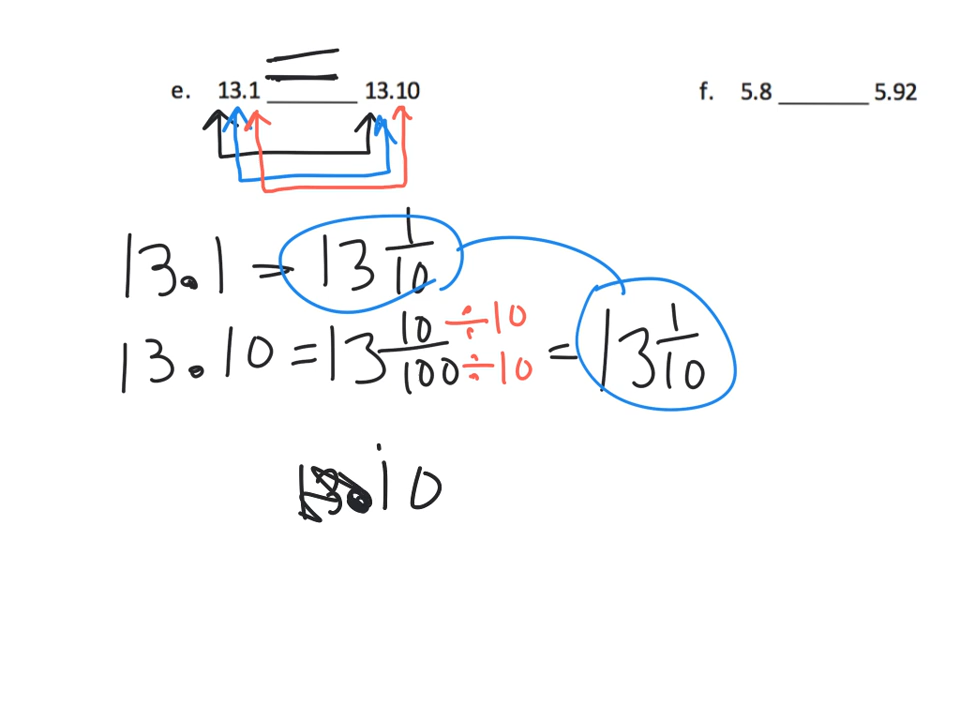 e. 13.1 = 13.10
f. 5.8 ________ 5.92
13.1 = 13 1/10
13.10 = 13 10/100 ÷10 ÷10 = 13 1/10
10